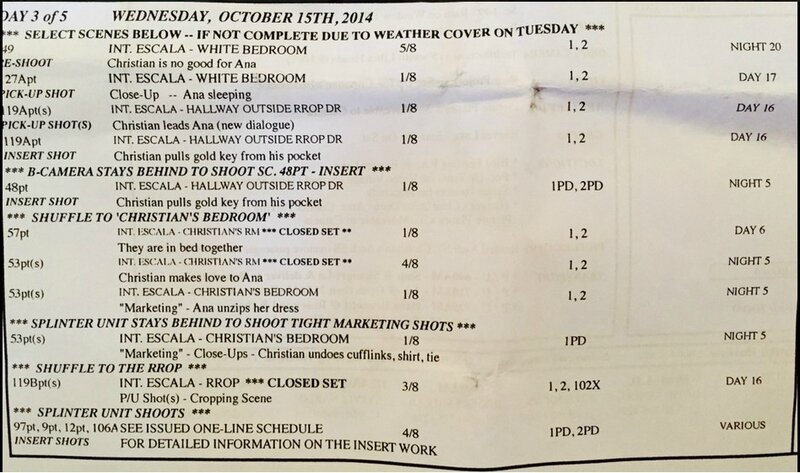 DAY 3 of 5 WEDNESDAY, OCTOBER 15TH, 2014
*** SELECT SCENES BELOW -- IF NOT COMPLETE DUE TO WEATHER COVER ON TUESDAY ***
49 INT. ESCALA - WHITE BEDROOM 5/8 1, 2 NIGHT 20
E-SHOOT Christian is no good for Ana
27Apt INT. ESCALA - WHITE BEDROOM 1/8 1, 2 DAY 17
PICK-UP SHOT Close-Up -- Ana sleeping
119Apt(s) INT. ESCALA - HALLWAY OUTSIDE RROP DR 1/8 1, 2 DAY 16
PICK-UP SHOT(S) Christian leads Ana (new dialogue)
119Apt INT. ESCALA - HALLWAY OUTSIDE RROP DR 1/8 1, 2 DAY 16
INSERT SHOT Christian pulls gold key from his pocket
*** B-CAMERA STAYS BEHIND TO SHOOT SC. 48PT - INSERT ***
48pt INT. ESCALA - HALLWAY OUTSIDE RROP DR 1/8 1PD, 2PD NIGHT 5
INSERT SHOT Christian pulls gold key from his pocket
*** SHUFFLE TO 'CHRISTIAN'S BEDROOM' ***
57pt INT. ESCALA - CHRISTIAN'S RM *** CLOSED SET ** 1/8 1, 2 DAY 6
They are in bed together
53pt(s) INT. ESCALA - CHRISTIAN'S RM *** CLOSED SET ** 4/8 1, 2 NIGHT 5
Christian makes love to Ana
53pt(s) INT. ESCALA - CHRISTIAN'S BEDROOM 1/8 1, 2 NIGHT 5
"Marketing" - Ana unzips her dress
*** SPLINTER UNIT STAYS BEHIND TO SHOOT TIGHT MARKETING SHOTS ***
53pt(s) INT. ESCALA - CHRISTIAN'S BEDROOM 1/8 1PD NIGHT 5
"Marketing" - Close-Ups - Christian undoes cufflinks, shirt, tie
*** SHUFFLE TO THE RROP ***
119Bpt(s) INT. ESCALA - RROP *** CLOSED SET 3/8 1, 2, 102X DAY 16
P/U Shot(s) - Cropping Scene
*** SPLINTER UNIT SHOOTS ***
97pt, 9pt, 12pt, 106A SEE ISSUED ONE-LINE SCHEDULE 4/8 1PD, 2PD VARIOUS
INSERT SHOTS FOR DETAILED INFORMATION ON THE INSERT WORK